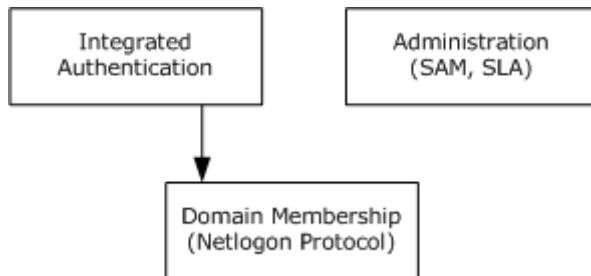 Integrated
Authentication
Administration
(SAM, SLA)
Domain Membership
(Netlogon Protocol)